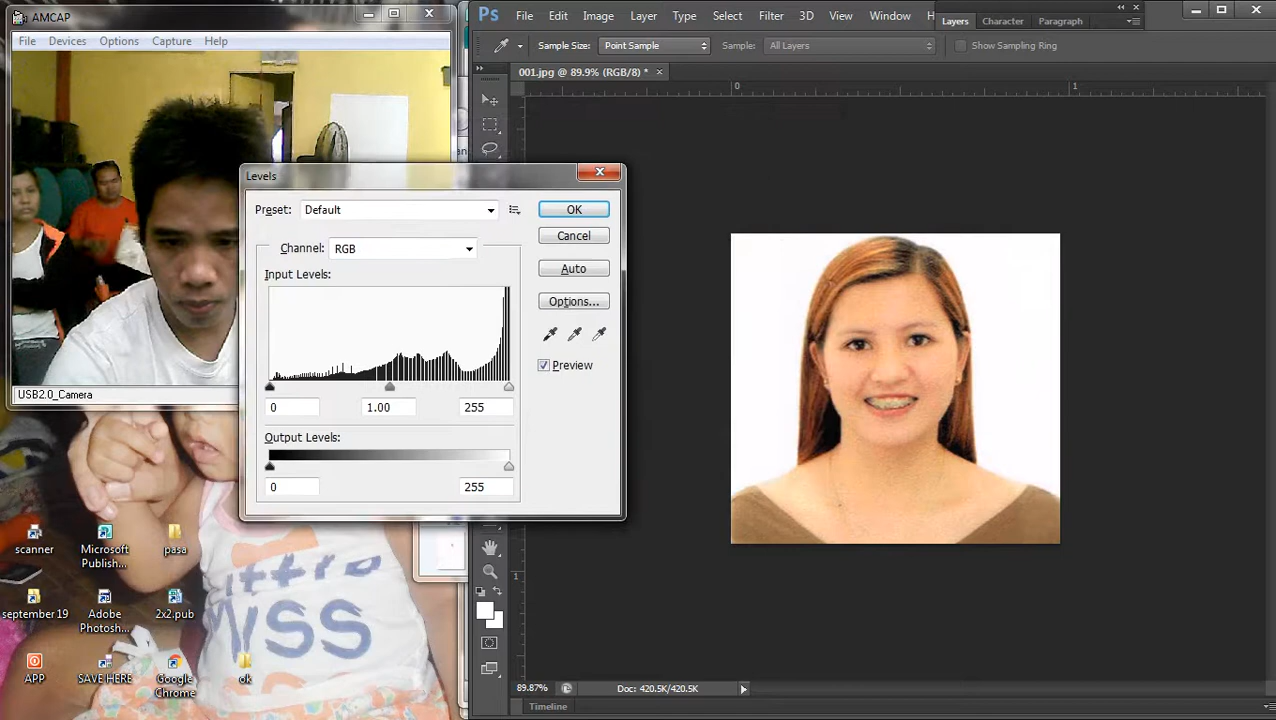 AMCAP
File Devices Options Capture Help
USB2.0_Camera
Ps File Edit Image Layer Type Select Filter 3D View Window H
Layers Character Paragraph
Sample Size: Point Sample Sample: All Layers Show Sampling Ring
001.jpg @ 89.9% (RGB/8) * ×
0 1
Levels
Preset: Default
OK
Channel: RGB
Cancel
Input Levels:
Auto
Options...
Preview
0 1.00 255
Output Levels:
0 255
scanner
Microsoft Publish...
pasa
september 19
Adobe Photosh...
2x2.pub
APP
SAVE HERE
Google Chrome
ok
1
89.87% Doc: 420.5K/420.5K
Timeline